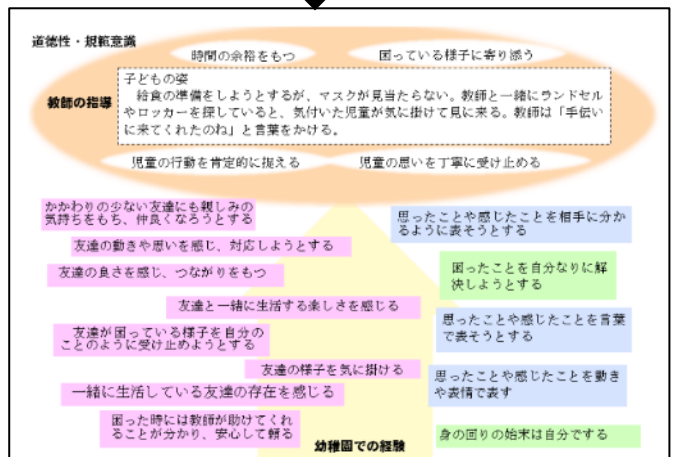 道徳性・規範意識
時間の余裕をもつ
困っている様子に寄り添う
教師の指導
子どもの姿
給食の準備をしようとするが、マスクが見当たらない。教師と一緒にランドセル
やロッカーを探していると、気付いた児童が気に掛けて見に来る。教師は「手伝い
に来てくれたのね」と言葉をかける。
児童の行動を肯定的に捉える
児童の思いを丁寧に受け止める
かかわりの少ない友達にも親しみの
気持ちをもち、仲良くなろうとする
友達の動きや思いを感じ、対応しようとする
友達の良さを感じ、つながりをもつ
友達と一緒に生活する楽しさを感じる
友達が困っている様子を自分の
ことのように受け止めようとする
友達の様子を気に掛ける
一緒に生活している友達の存在を感じる
困った時には教師が助けてくれ
ることが分かり、安心して頼る
思ったことや感じたことを相手に分か
るように表そうとする
困ったことを自分なりに解
決しようとする
思ったことや感じたことを言葉
で表そうとする
思ったことや感じたことを動き
や表情で表す
身の回りの始末は自分でする
幼稚園での経験